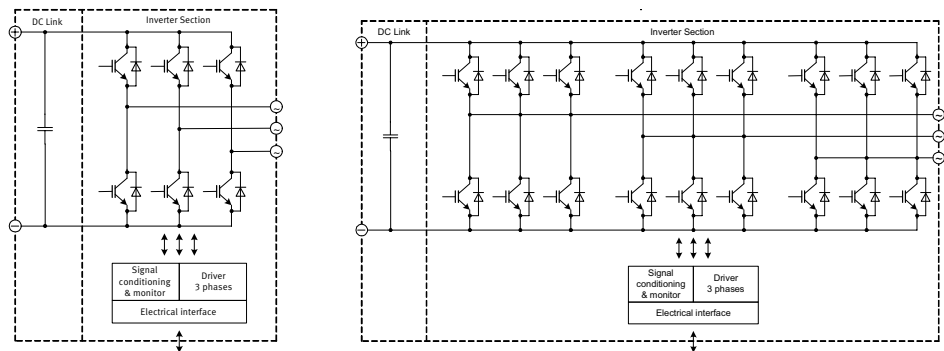 DC Link
Inverter Section
+
~
~
~
−
Signal
conditioning
& monitor
Driver
3 phases
Electrical interface
DC Link
Inverter Section
+
~
~
~
−
Signal
conditioning
& monitor
Driver
3 phases
Electrical interface